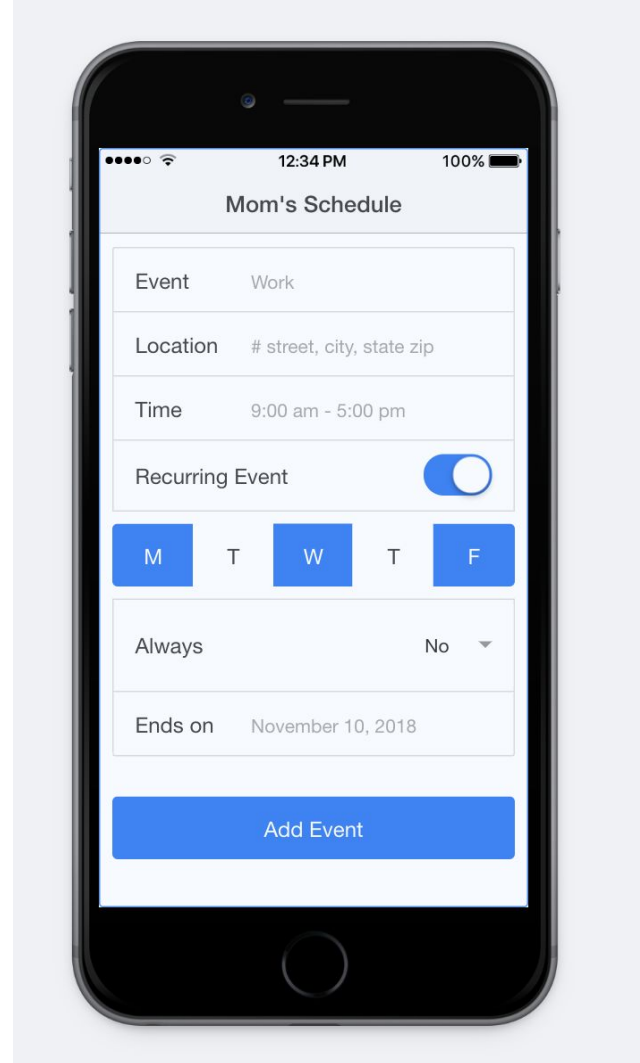 12:34 PM 100%
Mom's Schedule
Event Work
Location # street, city, state zip
Time 9:00 am - 5:00 pm
Recurring Event
M T W T F
Always No
Ends on November 10, 2018
Add Event